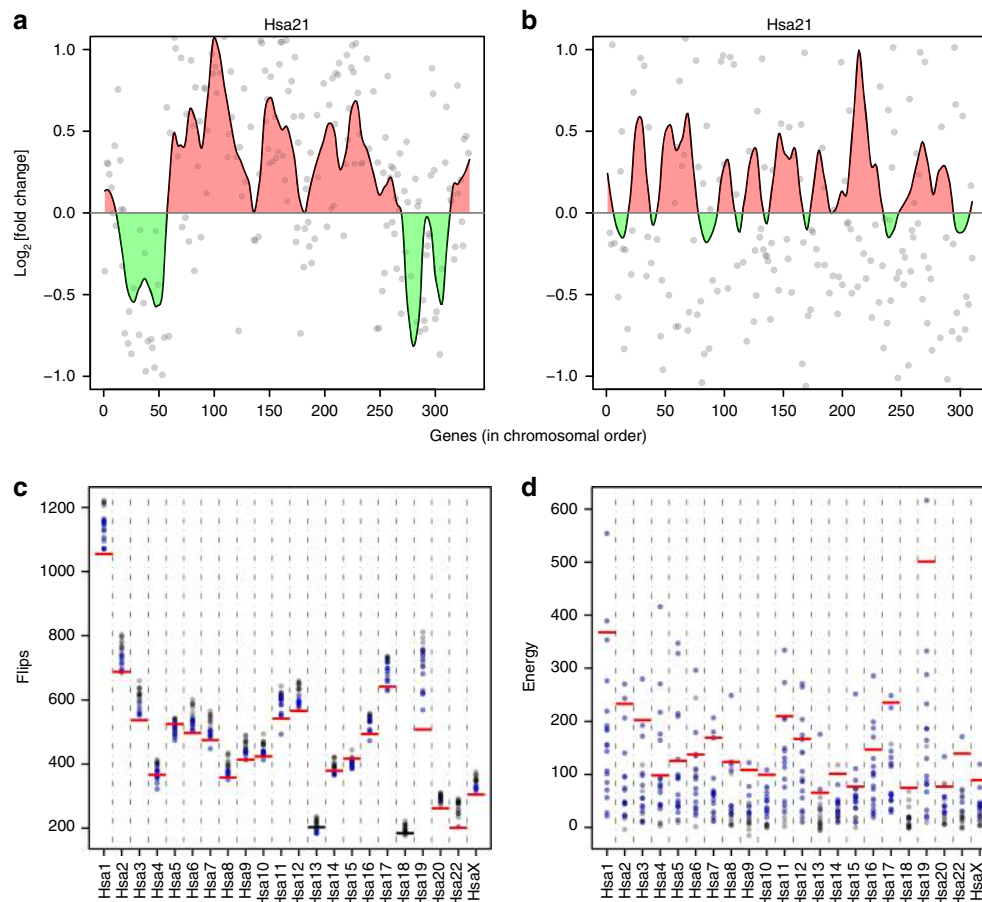 a
Hsa21
b
Hsa21
Log2 [fold change]
1.0
0.5
0.0
−0.5
−1.0
0 50 100 150 200 250 300
1.0
0.5
0.0
−0.5
−1.0
0 50 100 150 200 250 300
Genes (in chromosomal order)
c
Flips
1200
1000
800
600
400
200
Hsa1 Hsa2 Hsa3 Hsa4 Hsa5 Hsa6 Hsa7 Hsa8 Hsa9 Hsa10 Hsa11 Hsa12 Hsa13 Hsa14 Hsa15 Hsa16 Hsa17 Hsa18 Hsa19 Hsa20 Hsa22 HsaX
d
Energy
600
500
400
300
200
100
0
Hsa1 Hsa2 Hsa3 Hsa4 Hsa5 Hsa6 Hsa7 Hsa8 Hsa9 Hsa10 Hsa11 Hsa12 Hsa13 Hsa14 Hsa15 Hsa16 Hsa17 Hsa18 Hsa19 Hsa20 Hsa22 HsaX